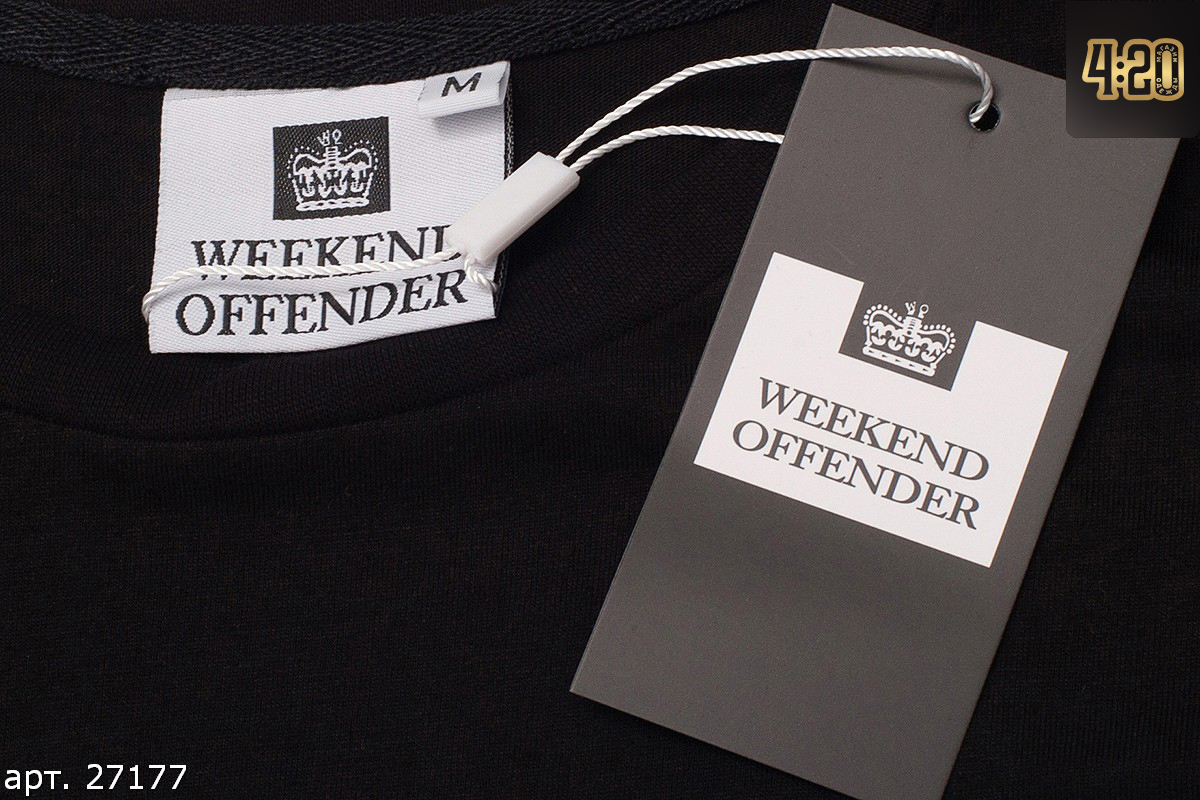 M
WEEKEND
OFFENDER
4:20
WEEKEND
OFFENDER
арт. 27177